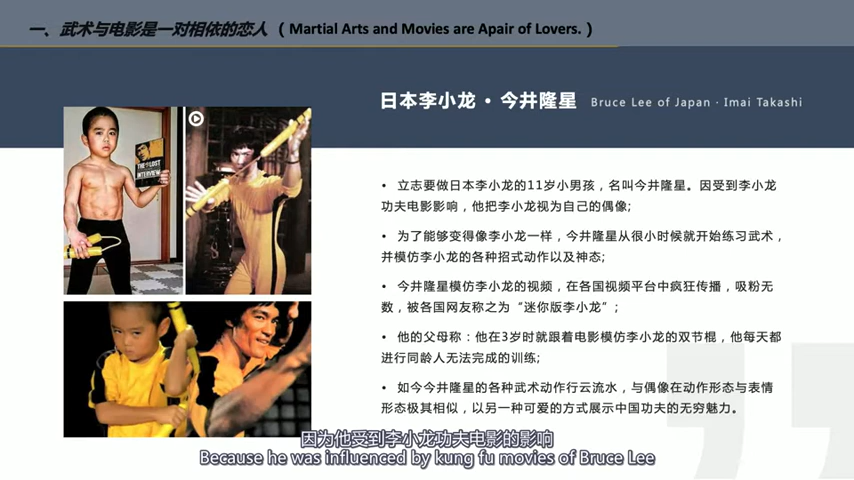 一、武术与电影是一对相依的恋人 （ Martial Arts and Movies are Apair of Lovers. ）
日本李小龙 · 今井隆星 Bruce Lee of Japan · Imai Takashi
THE LOST
INTERVIEW
• 立志要做日本李小龙的11岁小男孩，名叫今井隆星。因受到李小龙
功夫电影影响，他把李小龙视为自己的偶像;
• 为了能够变得像李小龙一样，今井隆星从很小时候就开始练习武术，
并模仿李小龙的各种招式动作以及神态;
• 今井隆星模仿李小龙的视频，在各国视频平台中疯狂传播，吸粉无
数，被各国网友称之为“迷你版李小龙”;
• 他的父母称：他在3岁时就跟着电影模仿李小龙的双节棍，他每天都
进行同龄人无法完成的训练;
• 如今今井隆星的各种武术动作行云流水，与偶像在动作形态与表情
形态极其相似，以另一种可爱的方式展示中国功夫的无穷魅力。
因为他受到李小龙功夫电影的影响
Because he was influenced by kung fu movies of Bruce Lee